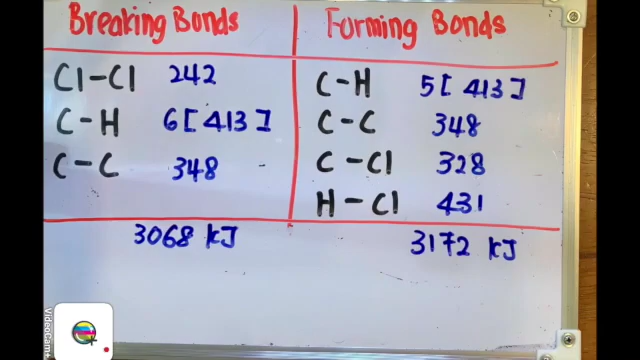 Breaking Bonds
Forming Bonds
Cl-Cl 242
C-H 6[413]
C-C 348
3068 KJ
C-H 5[413]
C-C 348
C-Cl 328
H-Cl 431
3172 KJ
VideoCam+